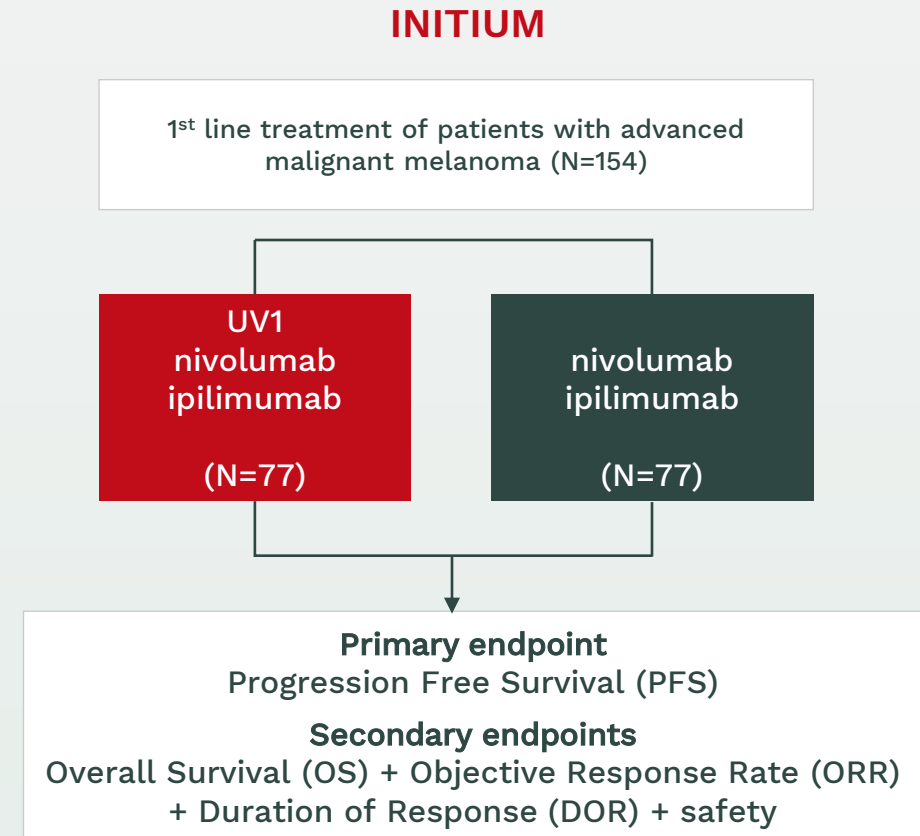 INITIUM
1st line treatment of patients with advanced
malignant melanoma (N=154)
UV1
nivolumab
ipilimumab
(N=77)
nivolumab
ipilimumab
(N=77)
Primary endpoint
Progression Free Survival (PFS)
Secondary endpoints
Overall Survival (OS) + Objective Response Rate (ORR)
+ Duration of Response (DOR) + safety